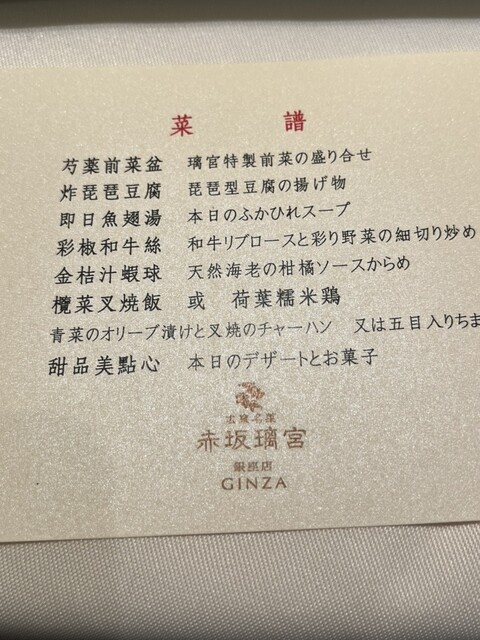 菜譜
芍薬前菜盆 璃宮特製前菜の盛り合せ
炸琵琶豆腐 琵琶型豆腐の揚げ物
即日魚翅湯 本日のふかひれスープ
彩椒和牛絲 和牛リブロースと彩り野菜の細切り炒め
金桔汁蝦球 天然海老の柑橘ソースからめ
欖菜叉焼飯 或 荷葉糯米鶏
青菜のオリーブ漬けと叉焼のチャーハン 又は五目入りちま
甜品美點心 本日のデザートとお菓子
赤坂璃宮
銀座店
GINZA